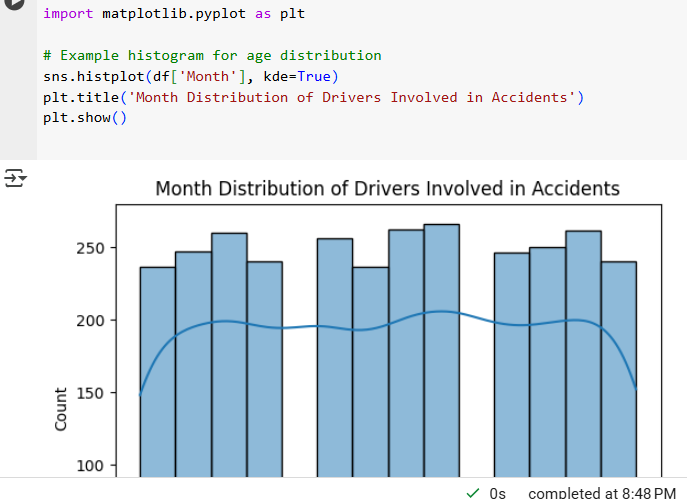 import matplotlib.pyplot as plt
# Example histogram for age distribution
sns.histplot(df['Month'], kde=True)
plt.title('Month Distribution of Drivers Involved in Accidents')
plt.show()
Month Distribution of Drivers Involved in Accidents
250
200
150
100
Count
0s completed at 8:48 PM